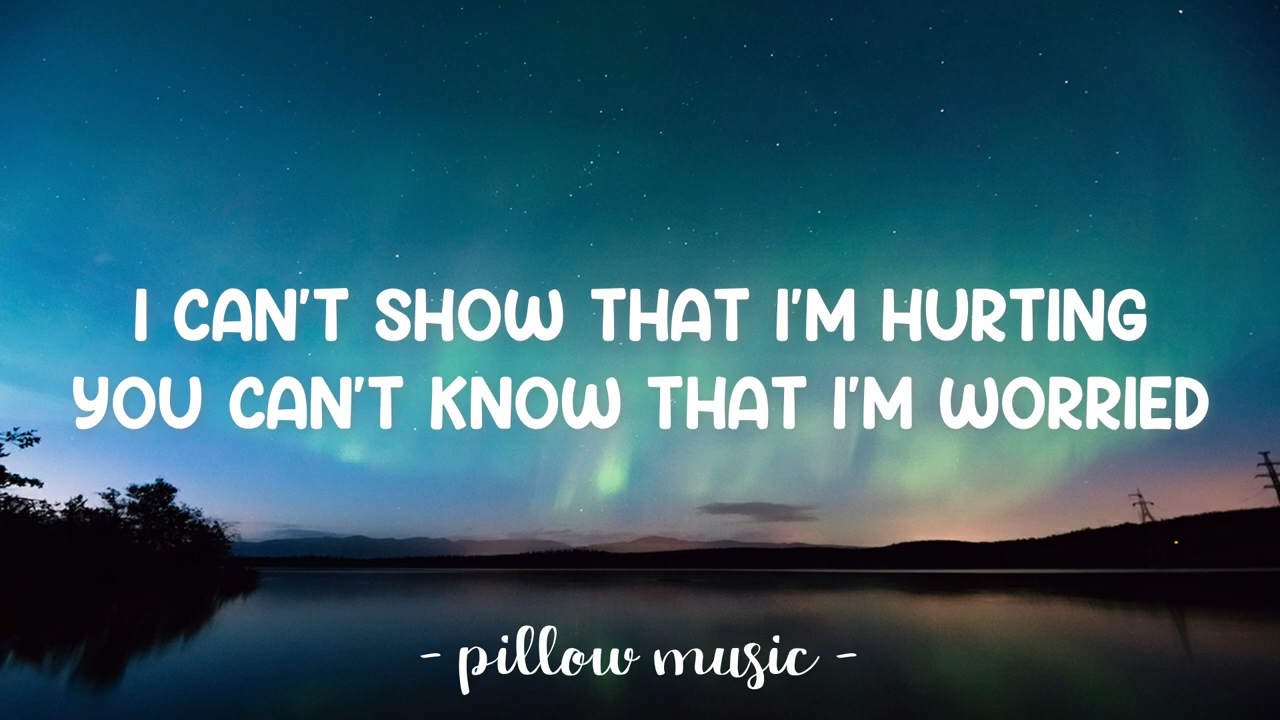 I CAN'T SHOW THAT I'M HURTING
YOU CAN'T KNOW THAT I'M WORRIED
- pillow music -